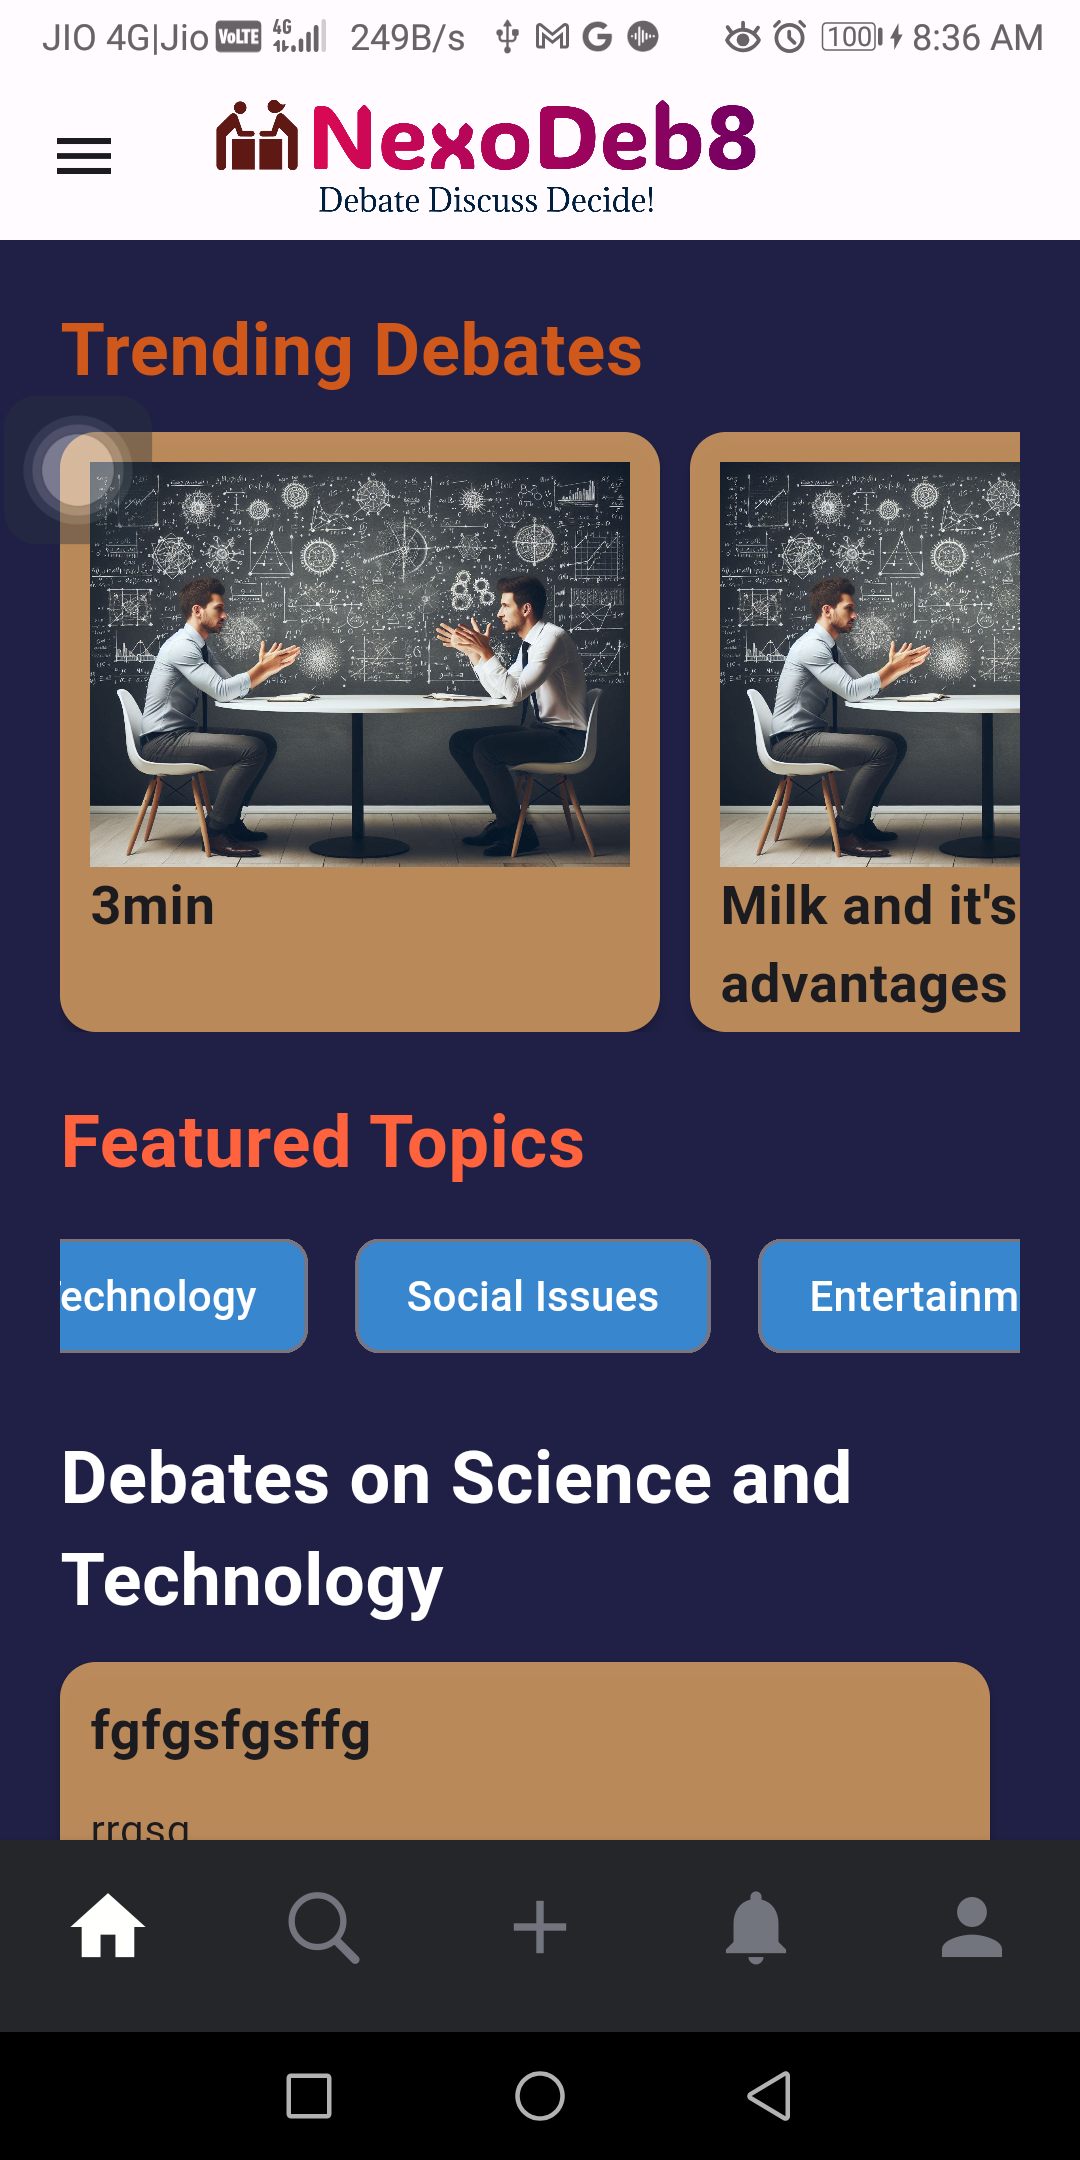 JIO 4G|Jio VoLTE 4G 249B/s 100 8:36 AM
NexoDeb8
Debate Discuss Decide!
Trending Debates
3min
Milk and it's
advantages
Featured Topics
echnology
Social Issues
Entertainm
Debates on Science and
Technology
fgfgsfgsffg